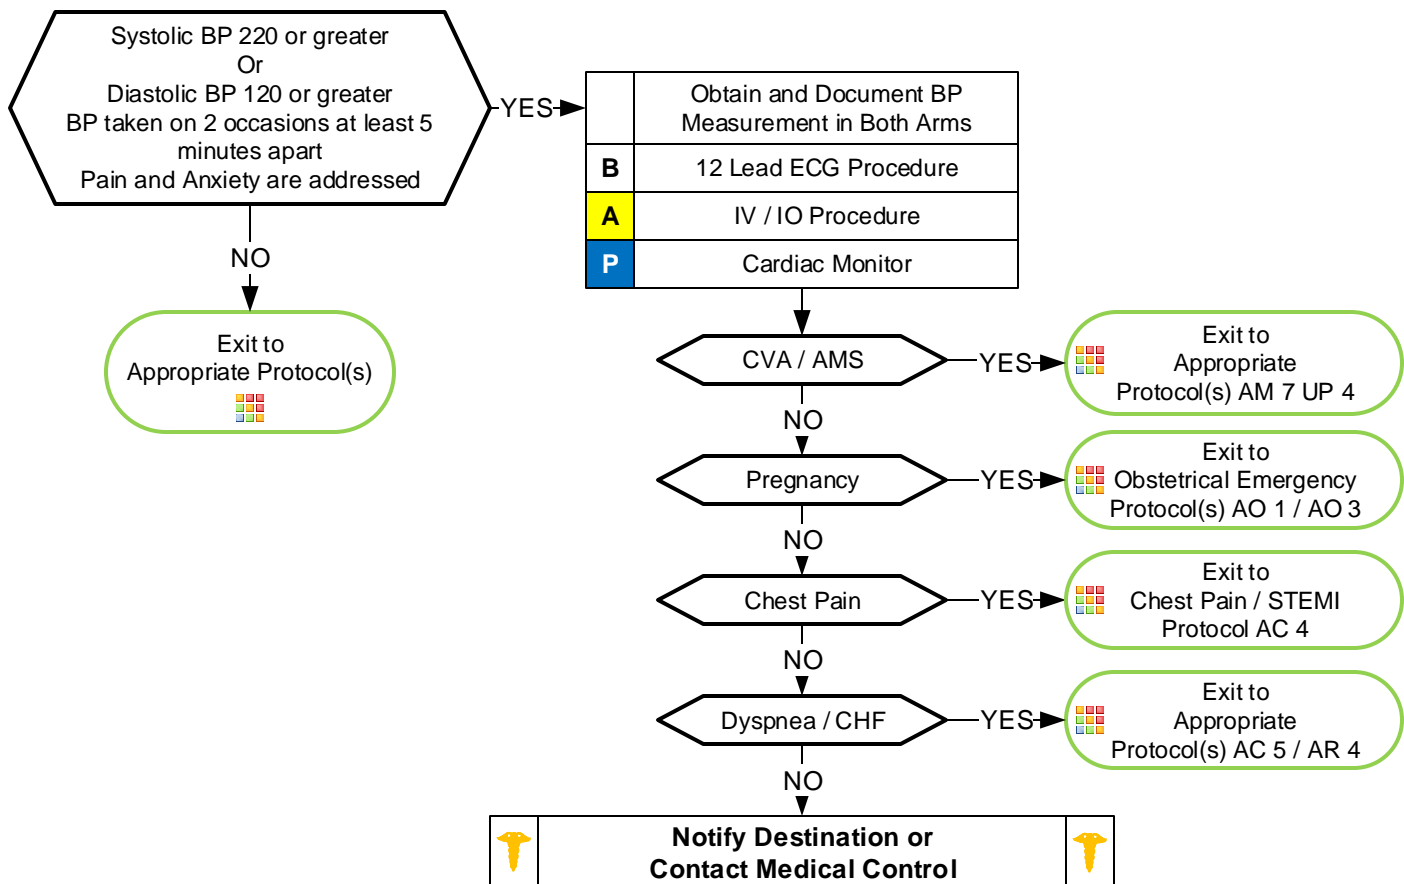 Systolic BP 220 or greater
Or
Diastolic BP 120 or greater
BP taken on 2 occasions at least 5
minutes apart
Pain and Anxiety are addressed
YES
NO
Exit to
Appropriate Protocol(s)
Obtain and Document BP
Measurement in Both Arms
B 12 Lead ECG Procedure
A IV / IO Procedure
P Cardiac Monitor
CVA / AMS
YES
Exit to
Appropriate
Protocol(s) AM 7 UP 4
NO
Pregnancy
YES
Exit to
Obstetrical Emergency
Protocol(s) AO 1 / AO 3
NO
Chest Pain
YES
Exit to
Chest Pain / STEMI
Protocol AC 4
NO
Dyspnea / CHF
YES
Exit to
Appropriate
Protocol(s) AC 5 / AR 4
NO
Notify Destination or
Contact Medical Control